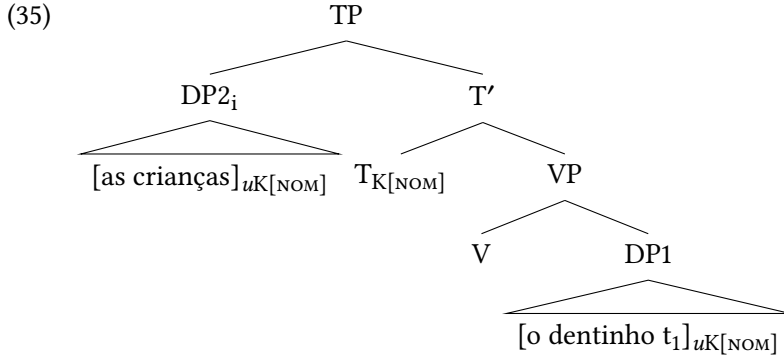 (35) TP
DP2i T′
[as crianças]uK[NOM] TK[NOM] VP
V DP1
[o dentinho t1]uK[NOM]